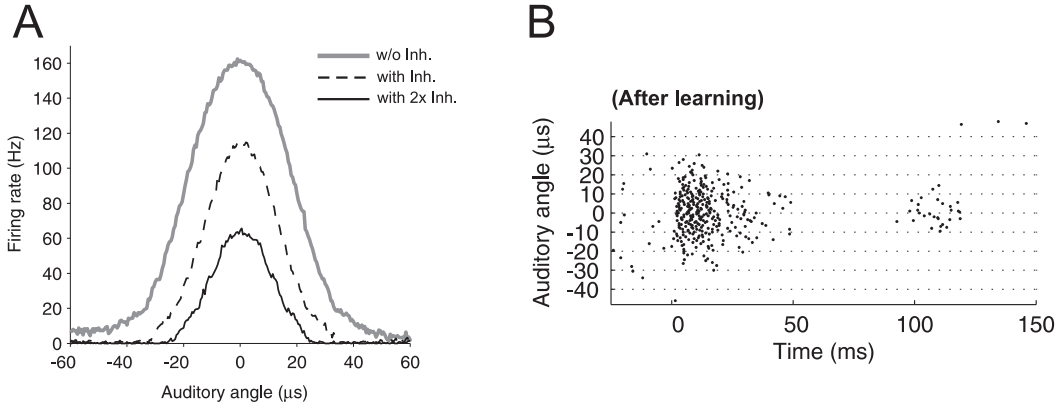 A
Firing rate (Hz)
160
140
120
100
80
60
40
20
0
-60
-40
-20
0
20
40
60
Auditory angle (μs)
w/o Inh.
with Inh.
with 2x Inh.
B
(After learning)
Auditory angle (μs)
40
30
20
10
0
-10
-20
-30
-40
0
50
100
150
Time (ms)